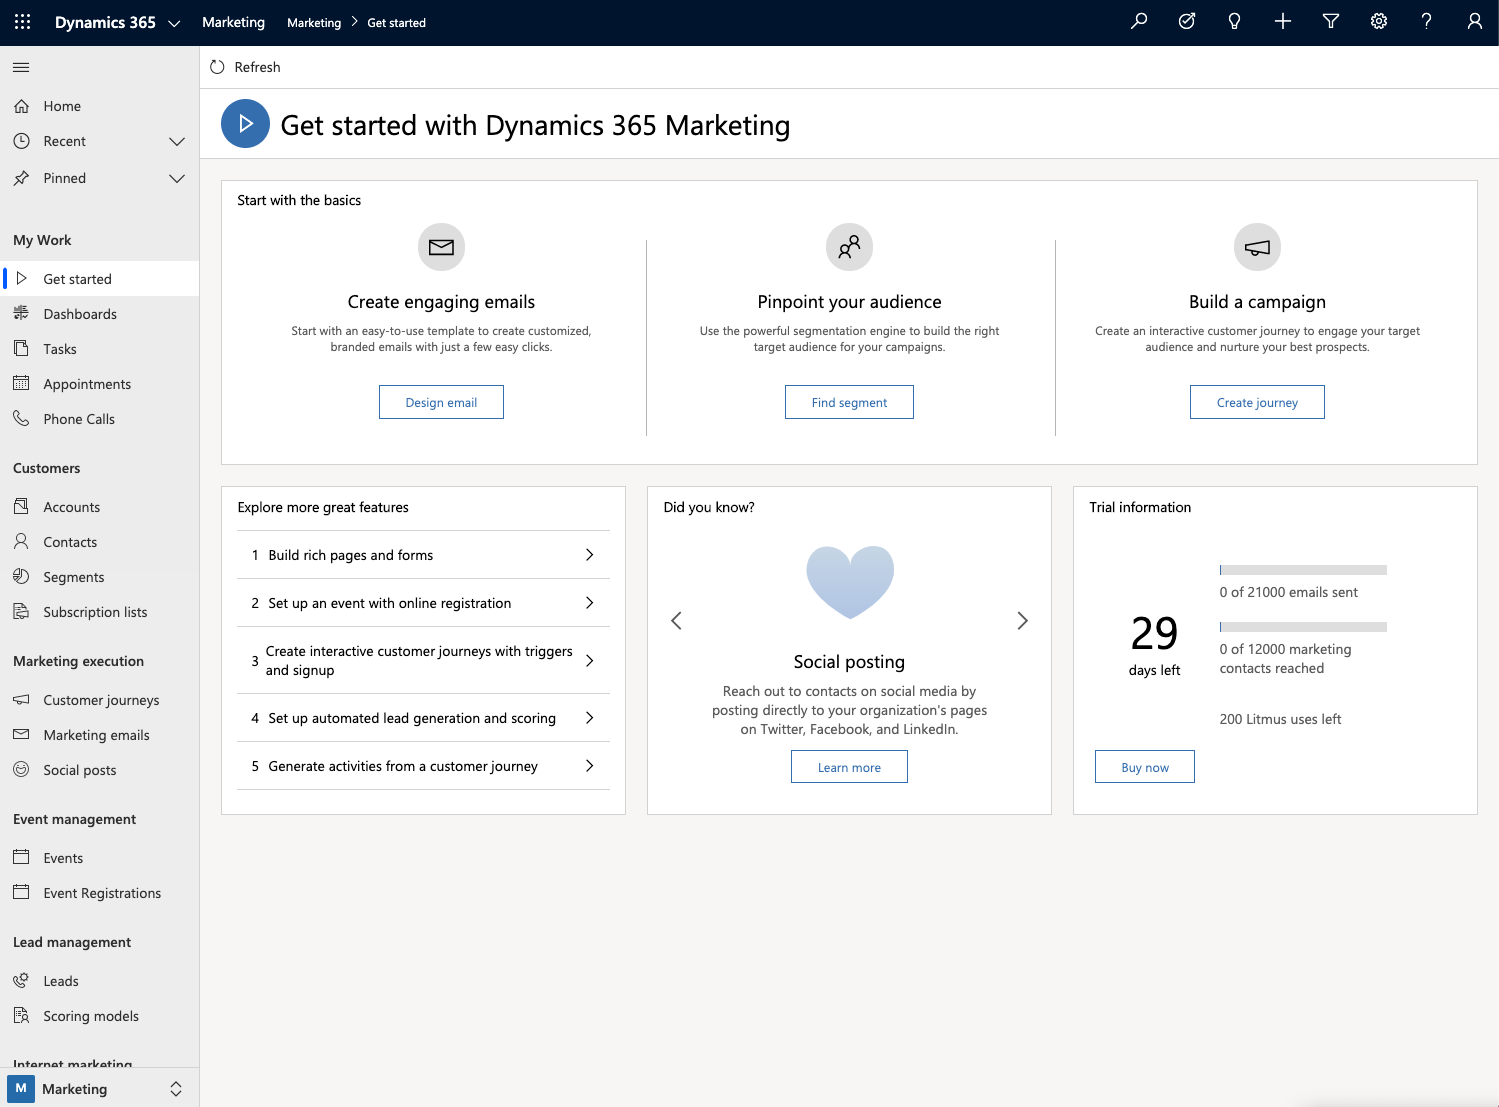 Dynamics 365
Marketing
Marketing > Get started
Refresh
Home
Recent
Pinned
My Work
Get started
Dashboards
Tasks
Appointments
Phone Calls
Customers
Accounts
Contacts
Segments
Subscription lists
Marketing execution
Customer journeys
Marketing emails
Social posts
Event management
Events
Event Registrations
Lead management
Leads
Scoring models
Internet marketing
M Marketing
Get started with Dynamics 365 Marketing
Start with the basics
Create engaging emails
Start with an easy-to-use template to create customized,
branded emails with just a few easy clicks.
Design email
Pinpoint your audience
Use the powerful segmentation engine to build the right
target audience for your campaigns.
Find segment
Build a campaign
Create an interactive customer journey to engage your target
audience and nurture your best prospects.
Create journey
Explore more great features
1 Build rich pages and forms
2 Set up an event with online registration
3 Create interactive customer journeys with triggers
and signup
4 Set up automated lead generation and scoring
5 Generate activities from a customer journey
Did you know?
Social posting
Reach out to contacts on social media by
posting directly to your organization's pages
on Twitter, Facebook, and LinkedIn.
Learn more
Trial information
29
days left
0 of 21000 emails sent
0 of 12000 marketing
contacts reached
200 Litmus uses left
Buy now